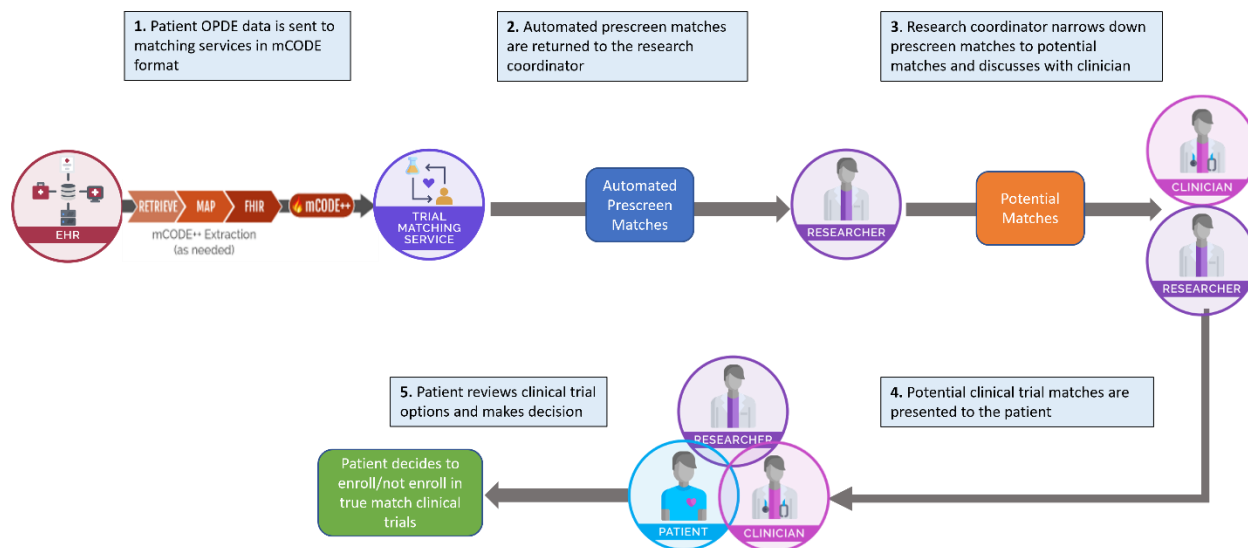 1. Patient OPDE data is sent to
matching services in mCODE
format
2. Automated prescreen matches
are returned to the research
coordinator
3. Research coordinator narrows down
prescreen matches to potential
matches and discusses with clinician
EHR
RETRIEVE
MAP
FHIR
mCODE++
mCODE++ Extraction
(as needed)
TRIAL
MATCHING
SERVICE
Automated
Prescreen
Matches
RESEARCHER
Potential
Matches
CLINICIAN
RESEARCHER
4. Potential clinical trial matches are
presented to the patient
5. Patient reviews clinical trial
options and makes decision
RESEARCHER
PATIENT
CLINICIAN
Patient decides to
enroll/not enroll in
true match clinical
trials